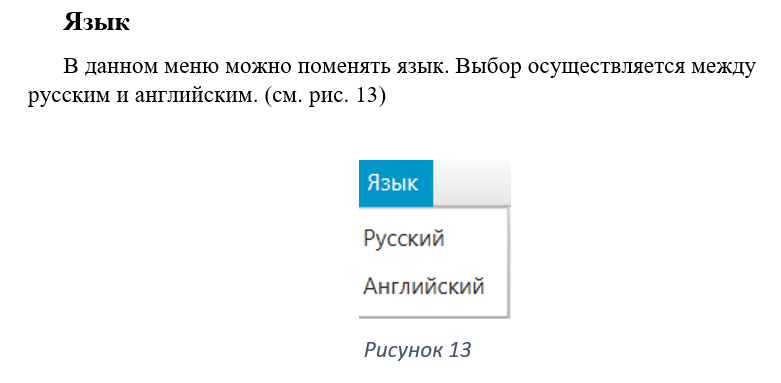 Язык
В данном меню можно поменять язык. Выбор осуществляется между
русским и английским. (см. рис. 13)
Язык
Русский
Английский
Рисунок 13